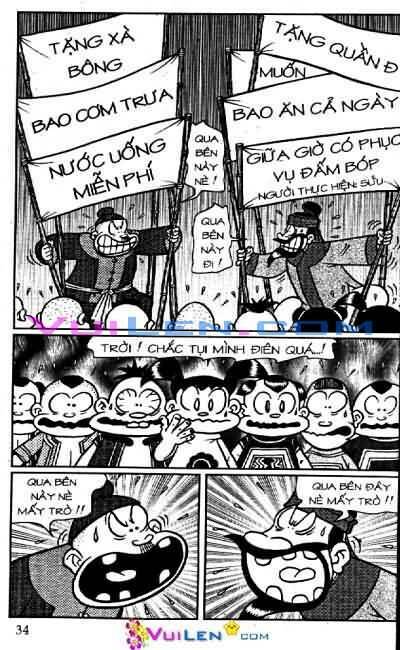 TẶNG XÀ
BÔNG
BAO CƠM TRƯA
NƯỚC UỐNG
MIỄN PHÍ
TẶNG QUẦN Đ
MUỐN
BAO ĂN CẢ NGÀY
GIỮA GIỜ CÓ PHỤC
VỤ ĐẤM BÓP
NGƯỜI THỰC HIỆN: SỬU
QUA
BÊN
NÀY
NÈ !
QUA
BÊN
NÀY
ĐI !
VUILEN.COM
TRỜI ! CHẮC TỤI MÌNH ĐIÊN QUÁ...!
QUA BÊN
NÀY NÈ
MẤY TRÒ !!
QUA BÊN ĐÂY
NÈ MẤY TRÒ !!
34
VUILEN.COM